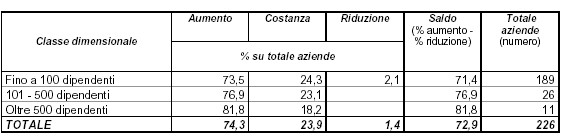 Classe dimensionale Aumento Costanza Riduzione Saldo (% aumento - % riduzione) Totale aziende (numero)
% su totale aziende
Fino a 100 dipendenti 73,5 24,3 2,1 71,4 189
101 - 500 dipendenti 76,9 23,1 76,9 26
Oltre 500 dipendenti 81,8 18,2 81,8 11
TOTALE 74,3 23,9 1,4 72,9 226